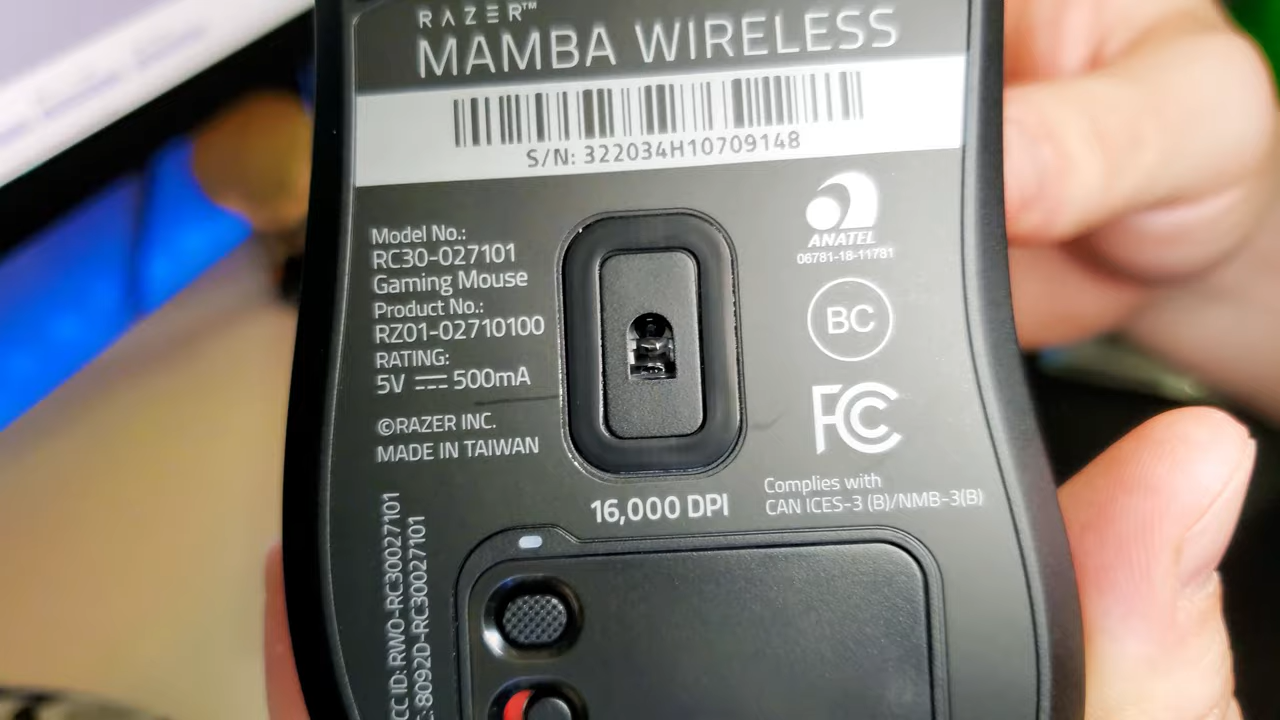 RAZER™
MAMBA WIRELESS
S/N: 322034H10709148
Model No.:
RC30-027101
Gaming Mouse
Product No.:
RZ01-02710100
RATING:
5V ⎓ 500mA
©RAZER INC.
MADE IN TAIWAN
ANATEL
06781-18-11781
BC
FC
Complies with
CAN ICES-3 (B)/NMB-3(B)
16,000 DPI
CC ID: RWO-RC30027101
: 8092D-RC30027101